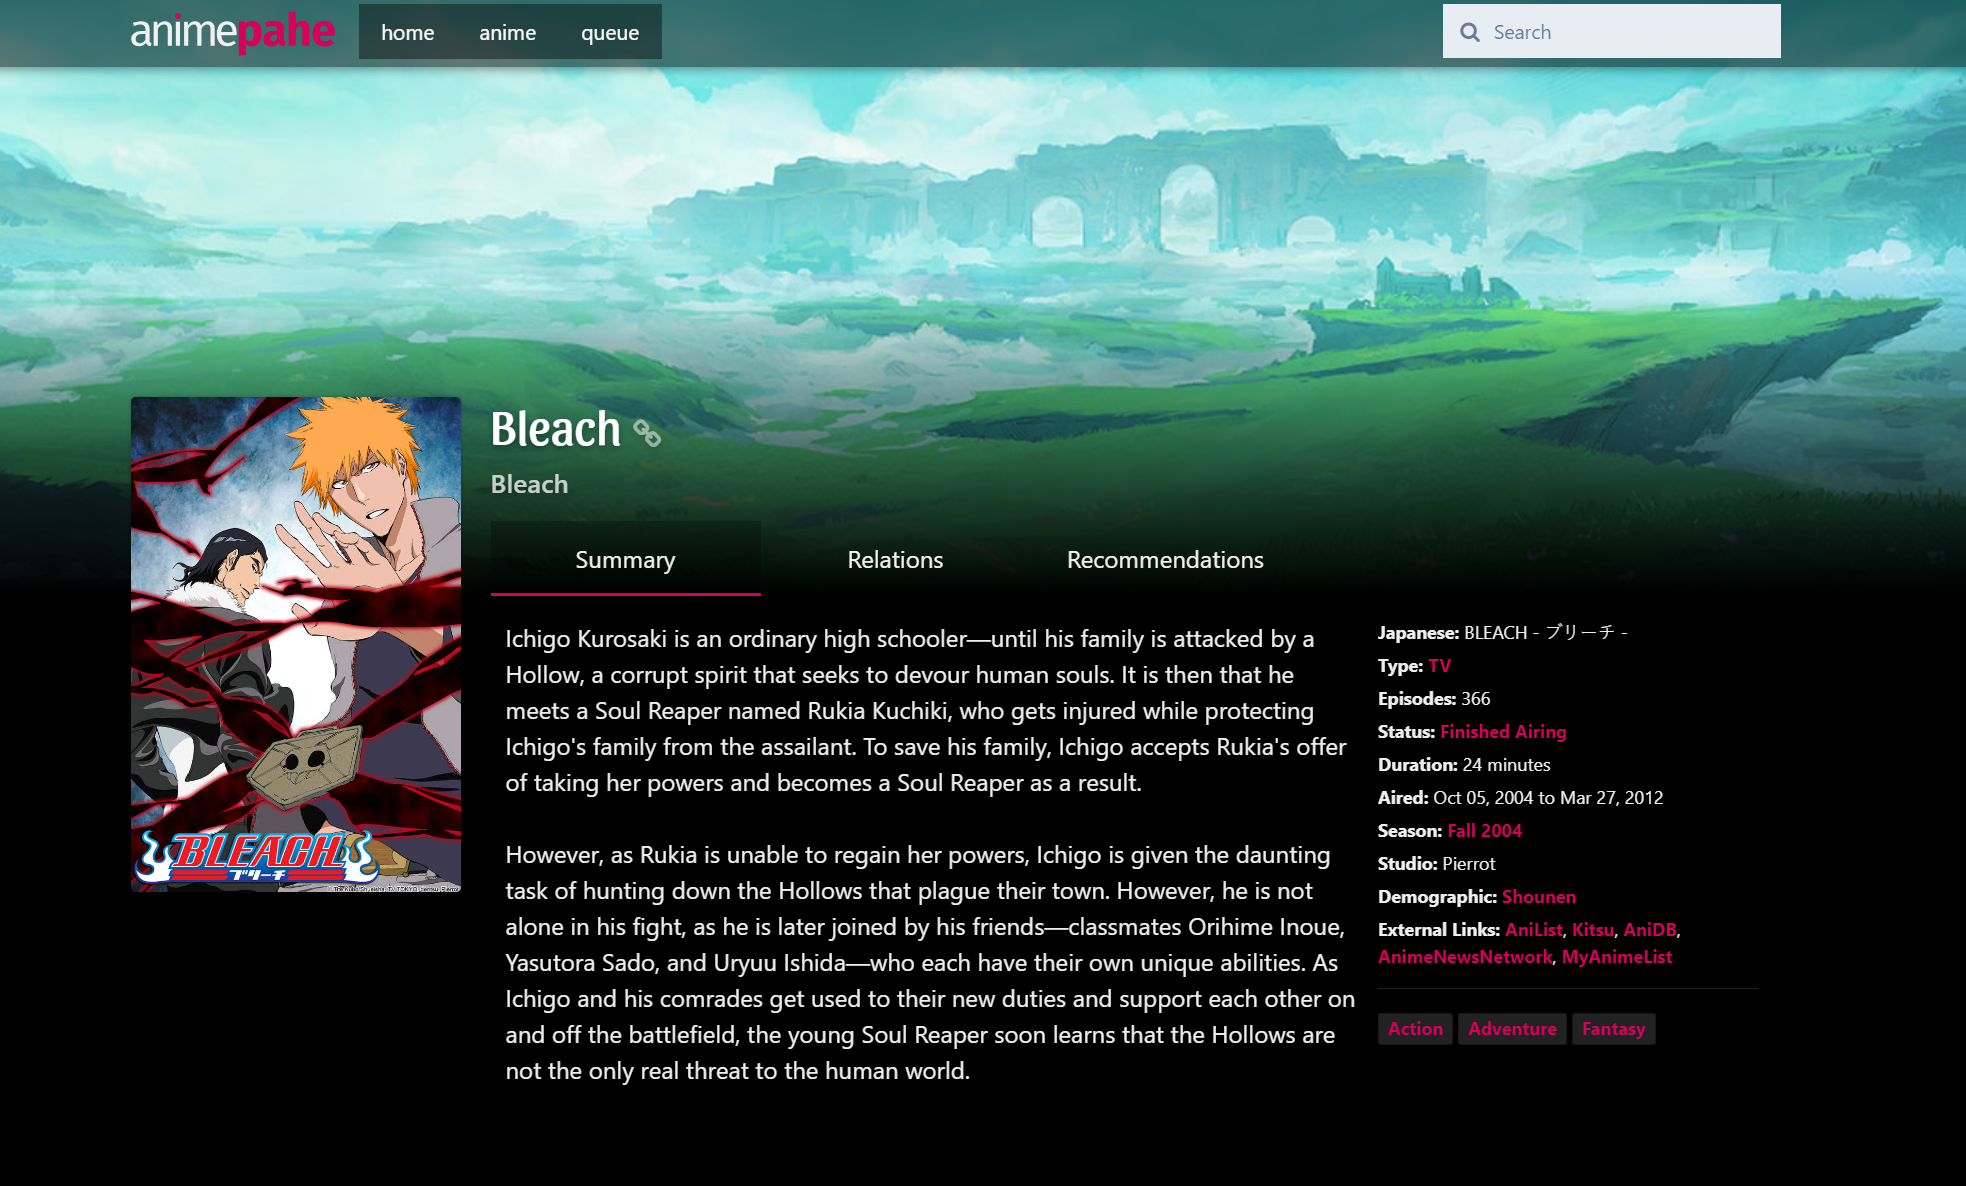 animepahe
home anime queue
Search
Bleach
Bleach
Summary Relations Recommendations
Ichigo Kurosaki is an ordinary high schooler—until his family is attacked by a
Hollow, a corrupt spirit that seeks to devour human souls. It is then that he
meets a Soul Reaper named Rukia Kuchiki, who gets injured while protecting
Ichigo's family from the assailant. To save his family, Ichigo accepts Rukia's offer
of taking her powers and becomes a Soul Reaper as a result.
However, as Rukia is unable to regain her powers, Ichigo is given the daunting
task of hunting down the Hollows that plague their town. However, he is not
alone in his fight, as he is later joined by his friends—classmates Orihime Inoue,
Yasutora Sado, and Uryuu Ishida—who each have their own unique abilities. As
Ichigo and his comrades get used to their new duties and support each other on
and off the battlefield, the young Soul Reaper soon learns that the Hollows are
not the only real threat to the human world.
Japanese: BLEACH - ブリーチ -
Type: TV
Episodes: 366
Status: Finished Airing
Duration: 24 minutes
Aired: Oct 05, 2004 to Mar 27, 2012
Season: Fall 2004
Studio: Pierrot
Demographic: Shounen
External Links: AniList, Kitsu, AniDB,
AnimeNewsNetwork, MyAnimeList
Action Adventure Fantasy
BLEACH
ブリーチ